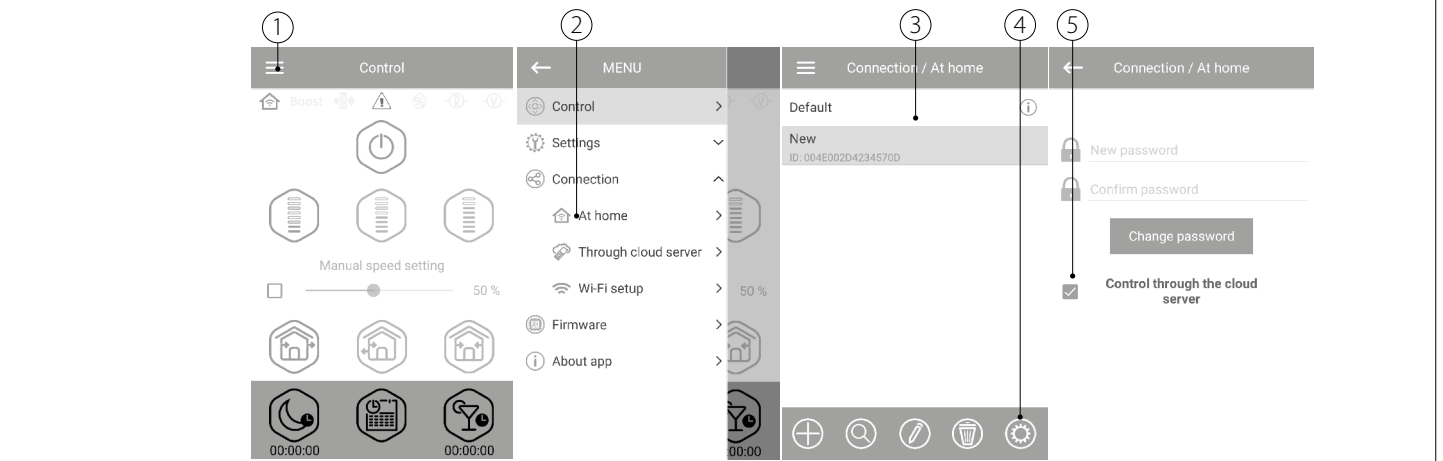 1
2
3
4
5
Control
Boost
Manual speed setting
50 %
00:00:00
00:00:00
MENU
Control
Settings
Connection
At home
Through cloud server
Wi-Fi setup
Firmware
About app
50 %
:00:00
Connection / At home
Default
New
ID: 004E002D4234570D
Connection / At home
New password
Confirm password
Change password
Control through the cloud
server